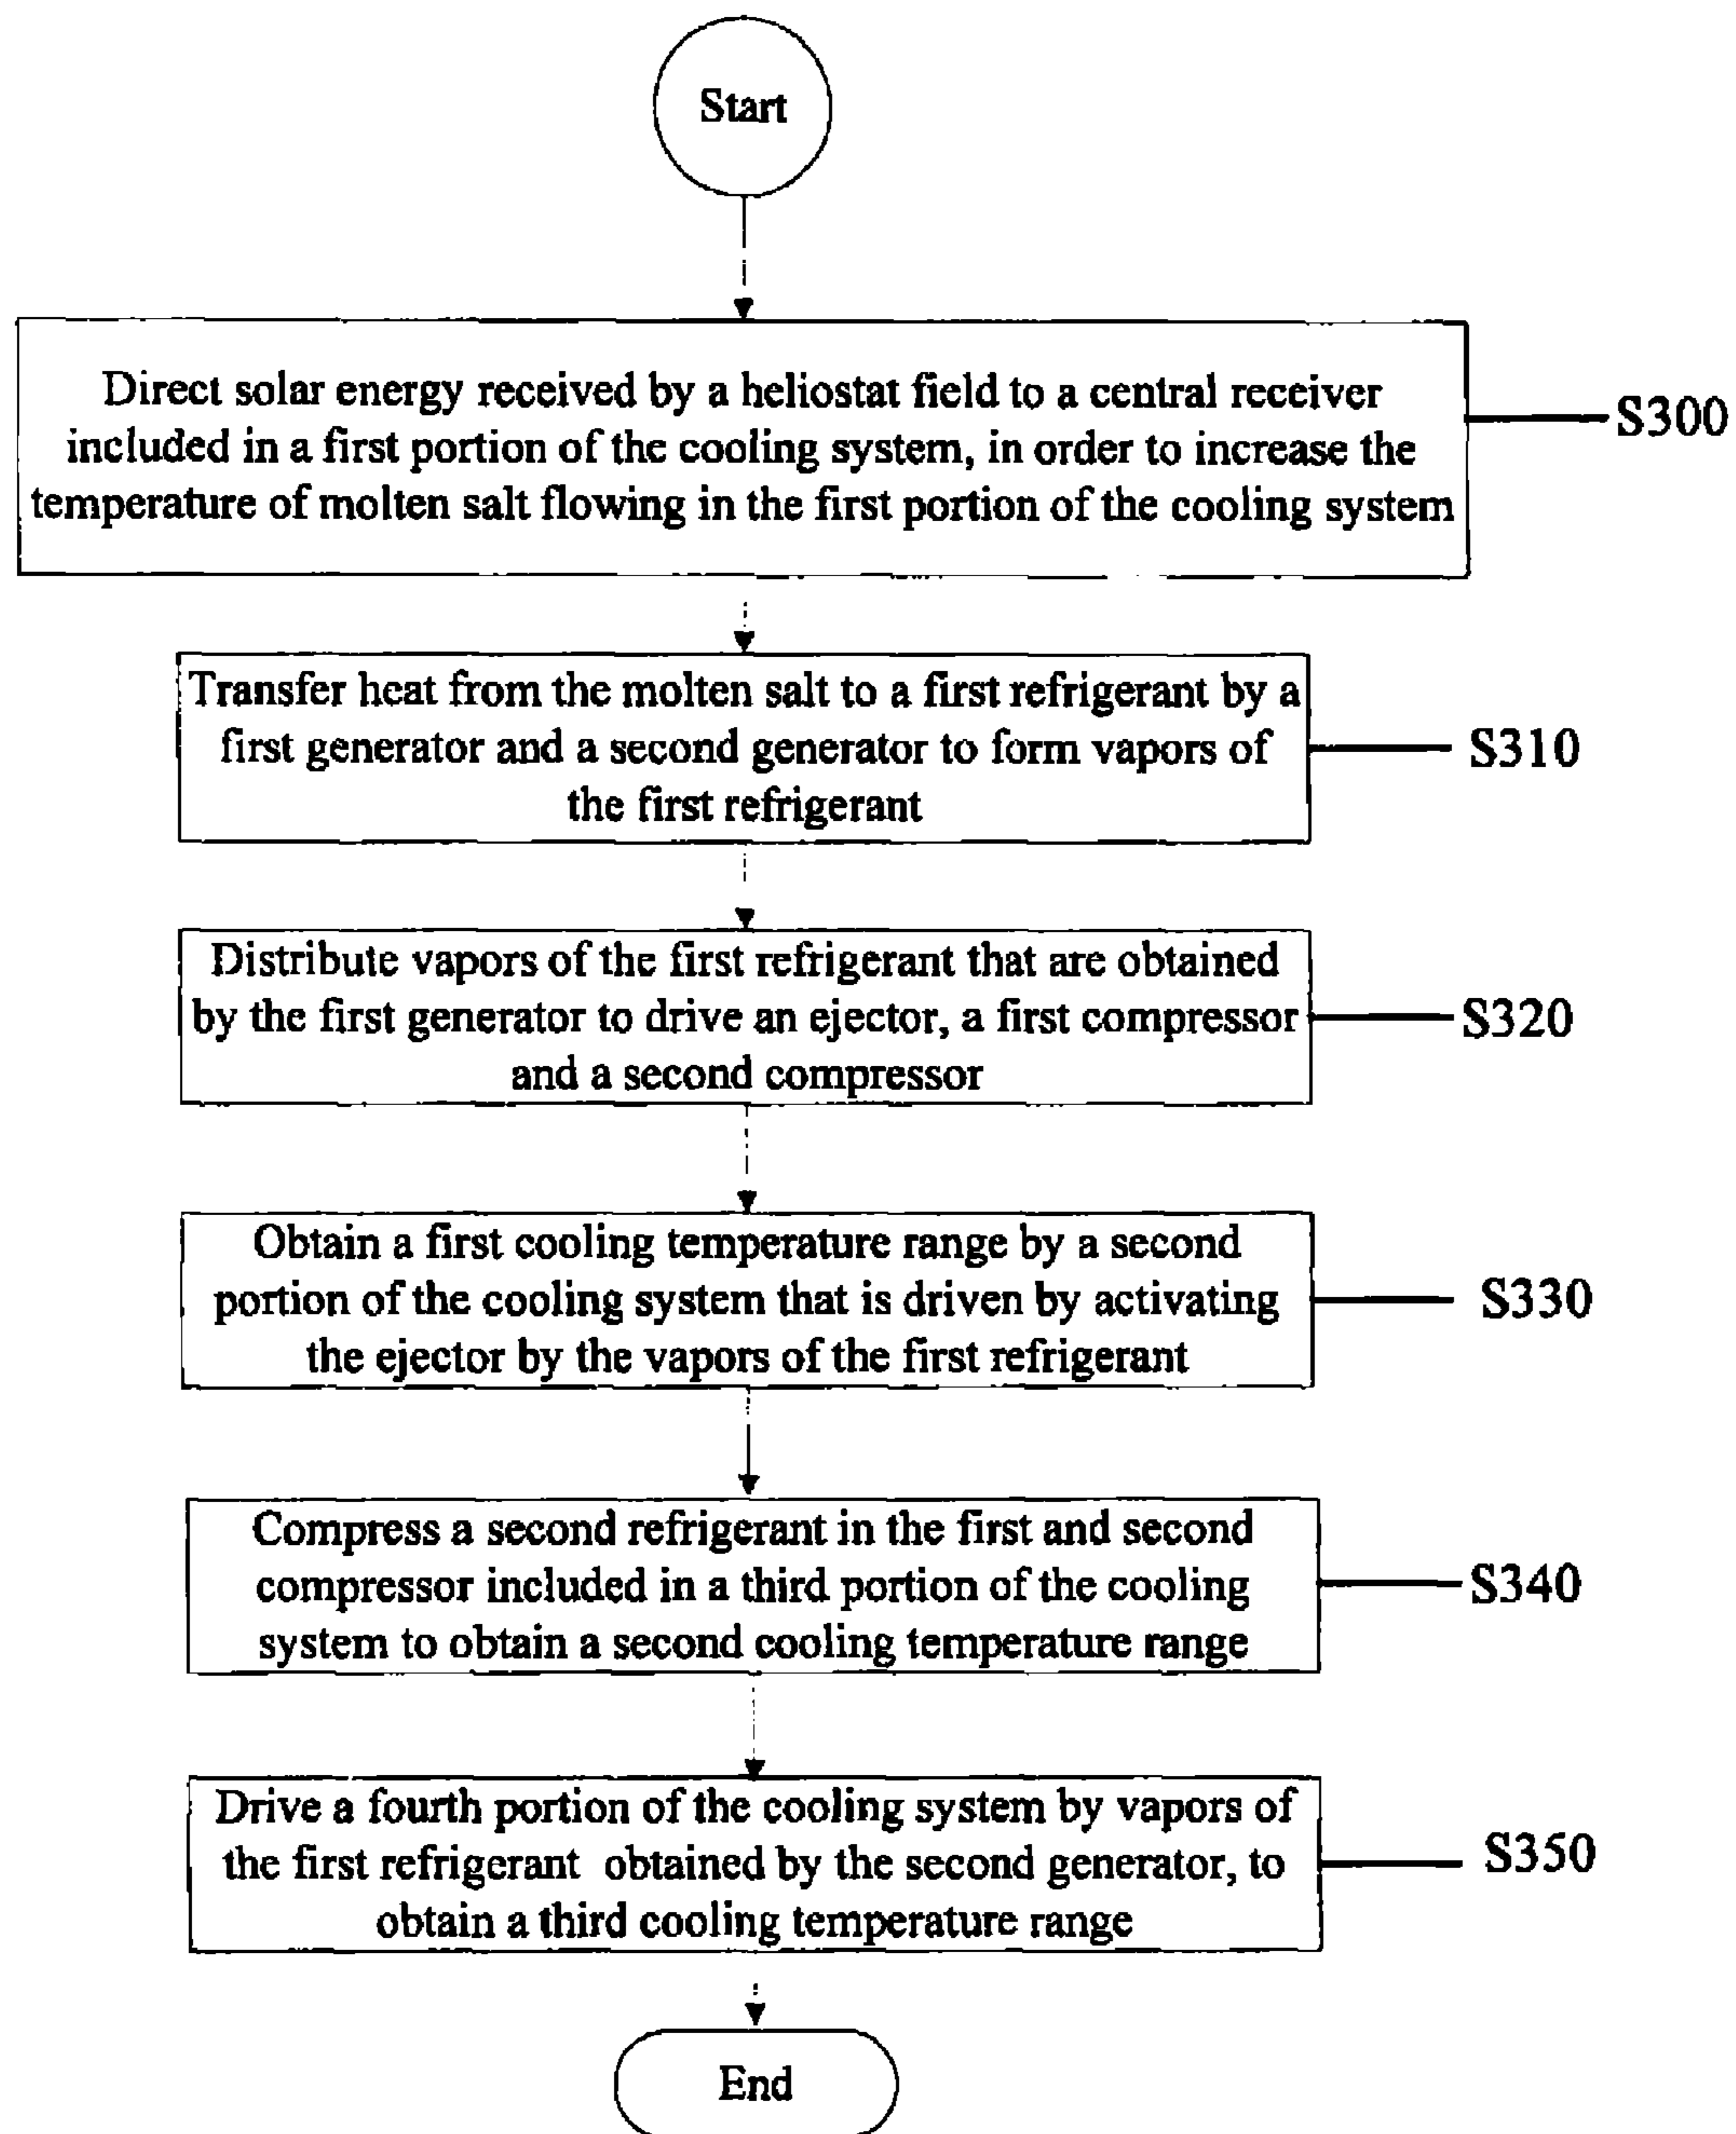 Start
Direct solar energy received by a heliostat field to a central receiver
included in a first portion of the cooling system, in order to increase the
temperature of molten salt flowing in the first portion of the cooling system
S300
Transfer heat from the molten salt to a first refrigerant by a
first generator and a second generator to form vapors of
the first refrigerant
S310
Distribute vapors of the first refrigerant that are obtained
by the first generator to drive an ejector, a first compressor
and a second compressor
S320
Obtain a first cooling temperature range by a second
portion of the cooling system that is driven by activating
the ejector by the vapors of the first refrigerant
S330
Compress a second refrigerant in the first and second
compressor included in a third portion of the cooling
system to obtain a second cooling temperature range
S340
Drive a fourth portion of the cooling system by vapors of
the first refrigerant obtained by the second generator, to
obtain a third cooling temperature range
S350
End